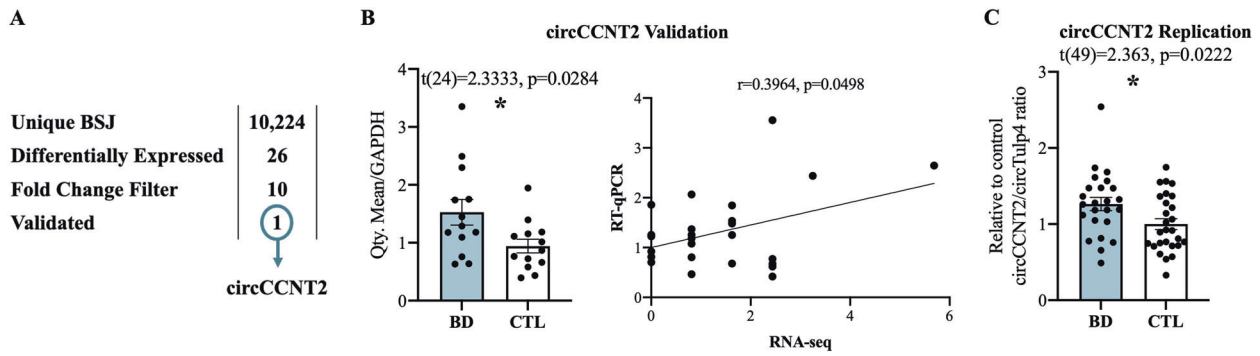 A
Unique BSJ 10,224
Differentially Expressed 26
Fold Change Filter 10
Validated 1
circCCNT2
B
circCCNT2 Validation
t(24)=2.3333, p=0.0284
*
Qty. Mean/GAPDH
4
3
2
1
0
BD CTL
r=0.3964, p=0.0498
RT-qPCR
4
3
2
1
0
0 2 4 6
RNA-seq
C
circCCNT2 Replication
t(49)=2.363, p=0.0222
*
Relative to control
circCCNT2/circTulp4 ratio
3
2
1
0
BD CTL